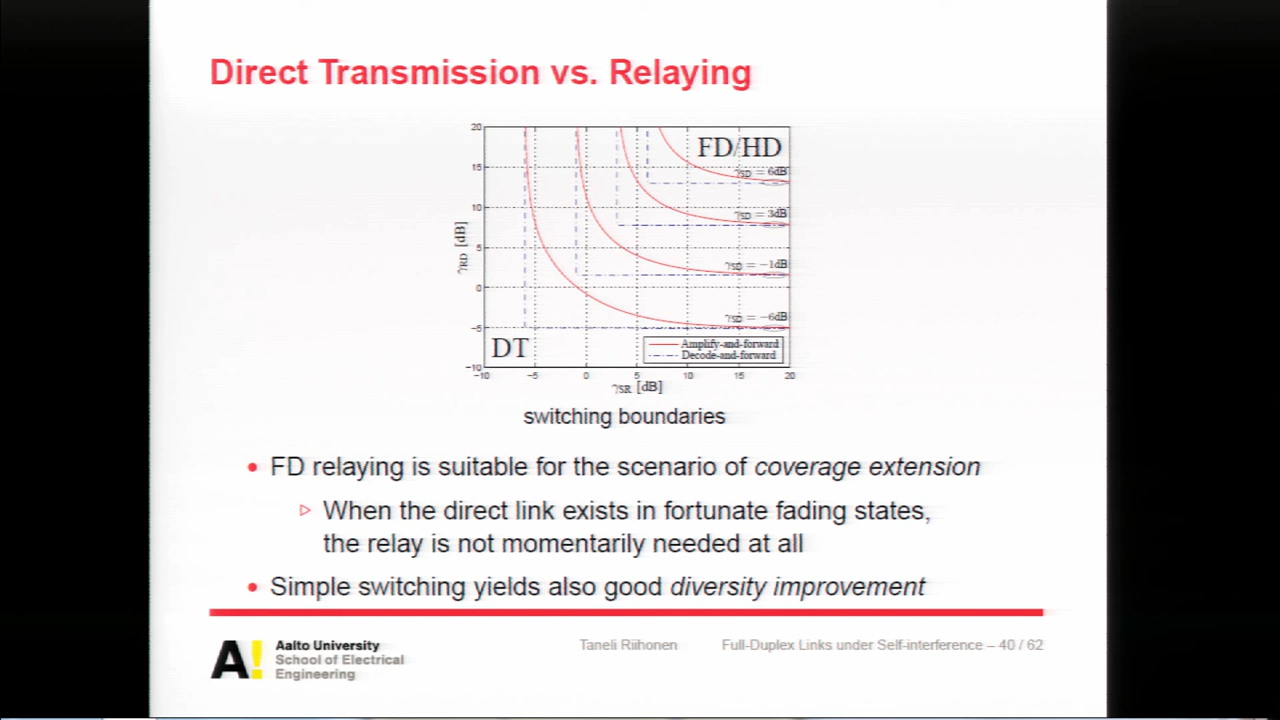 Direct Transmission vs. Relaying
20
15
10
5
0
−5
−10
γRD [dB]
FD/HD
γSD = 6dB
γSD = 3dB
γSD = −1dB
γSD = −6dB
DT
Amplify-and-forward
Decode-and-forward
−10 −5 0 5 10 15 20
γSR [dB]
switching boundaries
• FD relaying is suitable for the scenario of coverage extension
▷ When the direct link exists in fortunate fading states,
the relay is not momentarily needed at all
• Simple switching yields also good diversity improvement
A! Aalto University
School of Electrical
Engineering
Taneli Riihonen Full-Duplex Links under Self-interference – 40 / 62